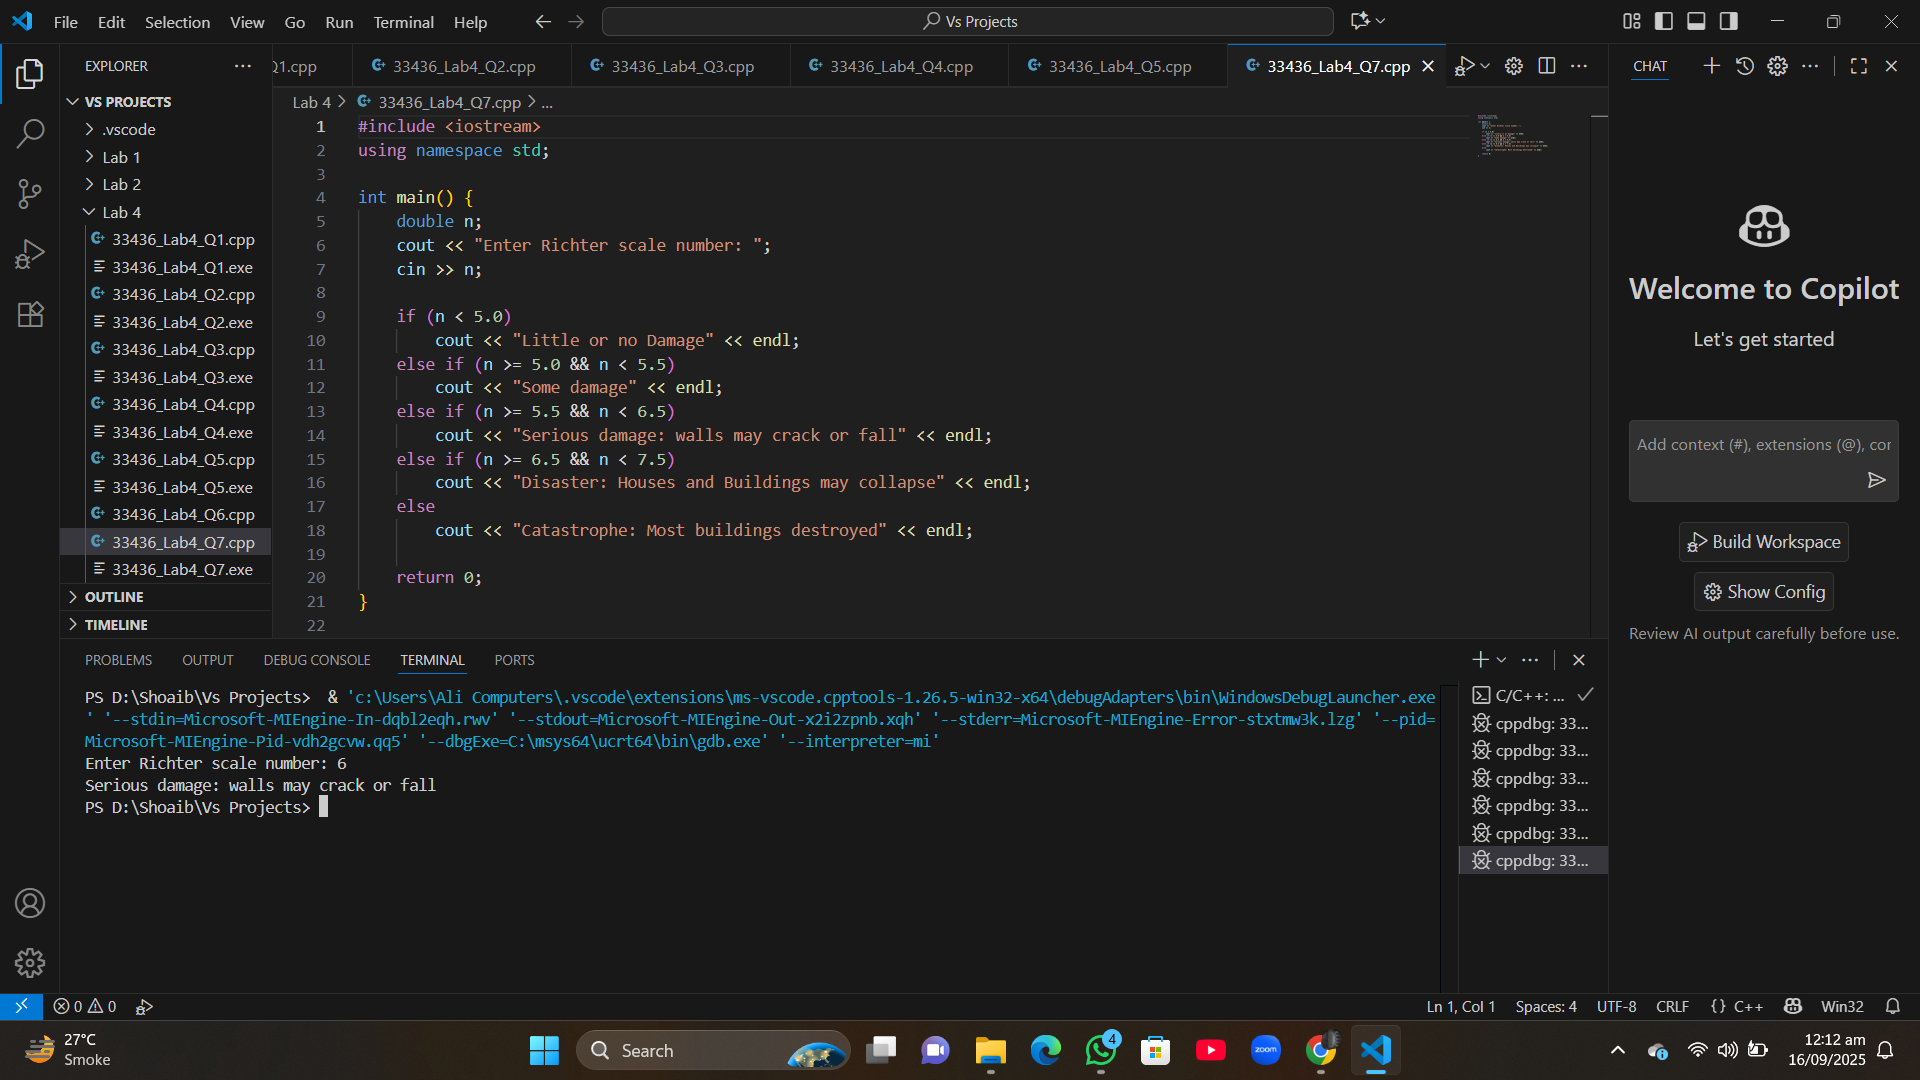 File Edit Selection View Go Run Terminal Help
Vs Projects
EXPLORER
Q1.cpp
33436_Lab4_Q2.cpp
33436_Lab4_Q3.cpp
33436_Lab4_Q4.cpp
33436_Lab4_Q5.cpp
33436_Lab4_Q7.cpp
CHAT
VS PROJECTS
.vscode
Lab 1
Lab 2
Lab 4
33436_Lab4_Q1.cpp
33436_Lab4_Q1.exe
33436_Lab4_Q2.cpp
33436_Lab4_Q2.exe
33436_Lab4_Q3.cpp
33436_Lab4_Q3.exe
33436_Lab4_Q4.cpp
33436_Lab4_Q4.exe
33436_Lab4_Q5.cpp
33436_Lab4_Q5.exe
33436_Lab4_Q6.cpp
33436_Lab4_Q7.cpp
33436_Lab4_Q7.exe
OUTLINE
TIMELINE
Lab 4 > 33436_Lab4_Q7.cpp > ...
1 #include <iostream>
2 using namespace std;
3
4 int main() {
5 double n;
6 cout << "Enter Richter scale number: ";
7 cin >> n;
8
9 if (n < 5.0)
10 cout << "Little or no Damage" << endl;
11 else if (n >= 5.0 && n < 5.5)
12 cout << "Some damage" << endl;
13 else if (n >= 5.5 && n < 6.5)
14 cout << "Serious damage: walls may crack or fall" << endl;
15 else if (n >= 6.5 && n < 7.5)
16 cout << "Disaster: Houses and Buildings may collapse" << endl;
17 else
18 cout << "Catastrophe: Most buildings destroyed" << endl;
19
20 return 0;
21 }
22
Welcome to Copilot
Let's get started
Add context (#), extensions (@), cor
Build Workspace
Show Config
Review AI output carefully before use.
PROBLEMS OUTPUT DEBUG CONSOLE TERMINAL PORTS
PS D:\Shoaib\Vs Projects>  & 'c:\Users\Ali Computers\.vscode\extensions\ms-vscode.cpptools-1.26.5-win32-x64\debugAdapters\bin\WindowsDebugLauncher.exe
' '--stdin=Microsoft-MIEngine-In-dqbl2eqh.rwv' '--stdout=Microsoft-MIEngine-Out-x2i2zpnb.xqh' '--stderr=Microsoft-MIEngine-Error-stxtmw3k.lzg' '--pid=
Microsoft-MIEngine-Pid-vdh2gcvw.qq5' '--dbgExe=C:\msys64\ucrt64\bin\gdb.exe' '--interpreter=mi'
Enter Richter scale number: 6
Serious damage: walls may crack or fall
PS D:\Shoaib\Vs Projects>
C/C++: ...
cppdbg: 33...
cppdbg: 33...
cppdbg: 33...
cppdbg: 33...
cppdbg: 33...
cppdbg: 33...
0 0
Ln 1, Col 1 Spaces: 4 UTF-8 CRLF {} C++ Win32
27°C
Smoke
Search
4
zoom
12:12 am
16/09/2025